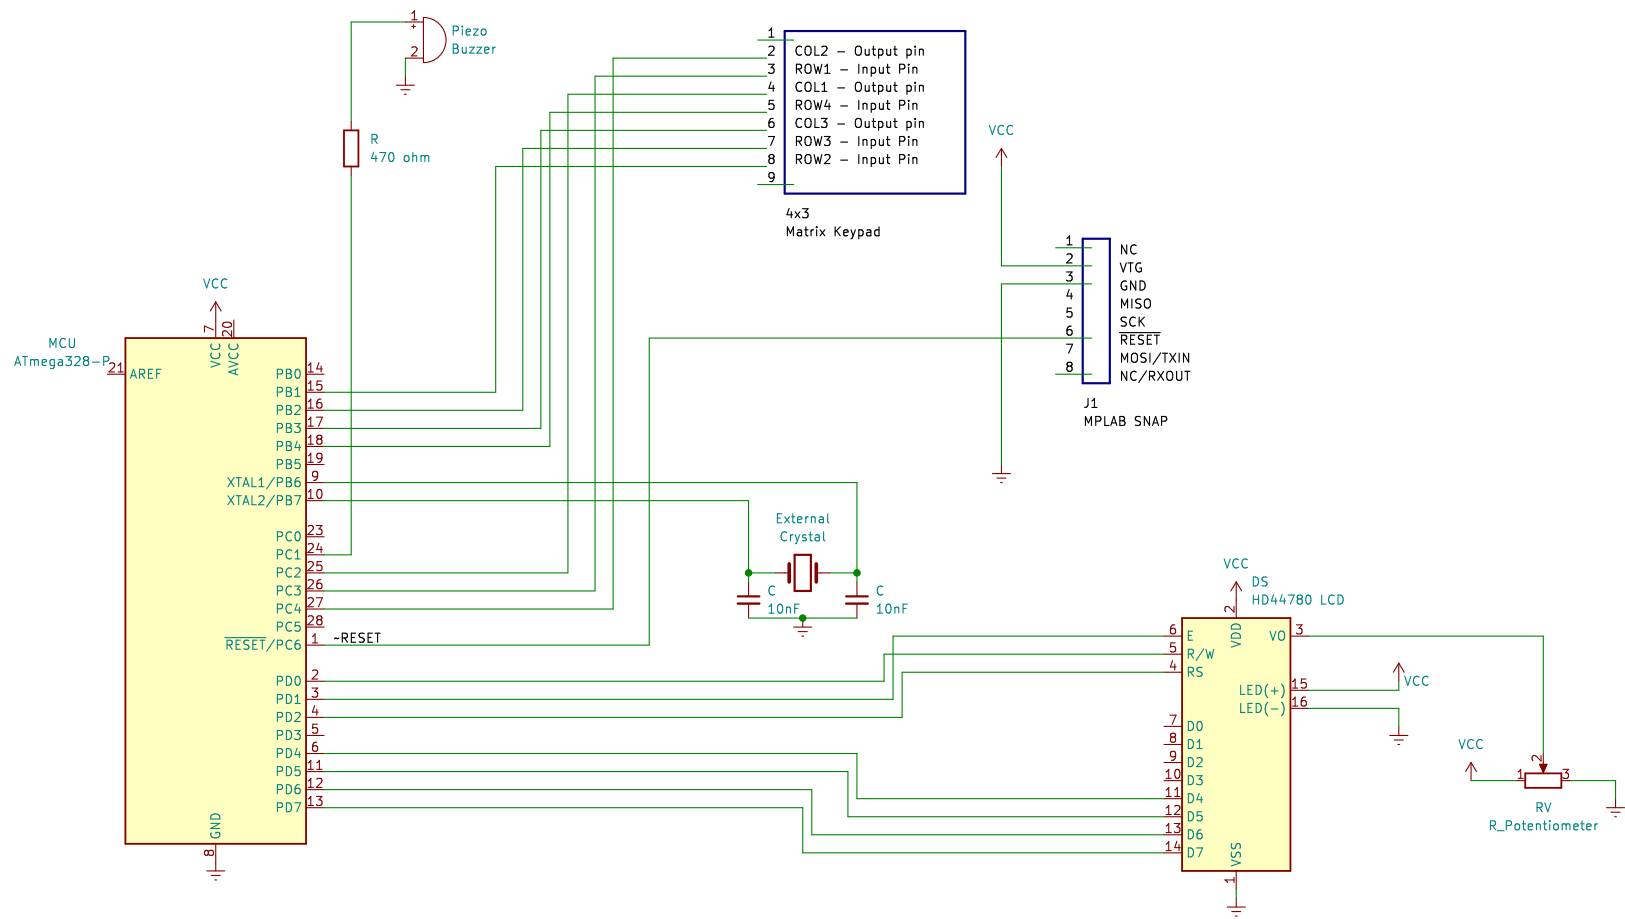 1
+
2
Piezo
Buzzer
R
470 ohm
1
2
3
4
5
6
7
8
9
COL2 - Output pin
ROW1 - Input Pin
COL1 - Output pin
ROW4 - Input Pin
COL3 - Output pin
ROW3 - Input Pin
ROW2 - Input Pin
4x3
Matrix Keypad
VCC
1
2
3
4
5
6
7
8
NC
VTG
GND
MISO
SCK
RESET
MOSI/TXIN
NC/RXOUT
J1
MPLAB SNAP
VCC
MCU
ATmega328-P
7
20
VCC
AVCC
21 AREF
PB0 14
PB1 15
PB2 16
PB3 17
PB4 18
PB5 19
XTAL1/PB6 9
XTAL2/PB7 10
PC0 23
PC1 24
PC2 25
PC3 26
PC4 27
PC5 28
RESET/PC6 1 ~RESET
PD0 2
PD1 3
PD2 4
PD3 5
PD4 6
PD5 11
PD6 12
PD7 13
GND
8
External
Crystal
C
10nF
C
10nF
VCC
DS
HD44780 LCD
2
VDD
6 E
5 R/W
4 RS
7 D0
8 D1
9 D2
10 D3
11 D4
12 D5
13 D6
14 D7
VO 3
LED(+) 15
LED(-) 16
VSS
1
VCC
VCC
1
2
3
RV
R_Potentiometer